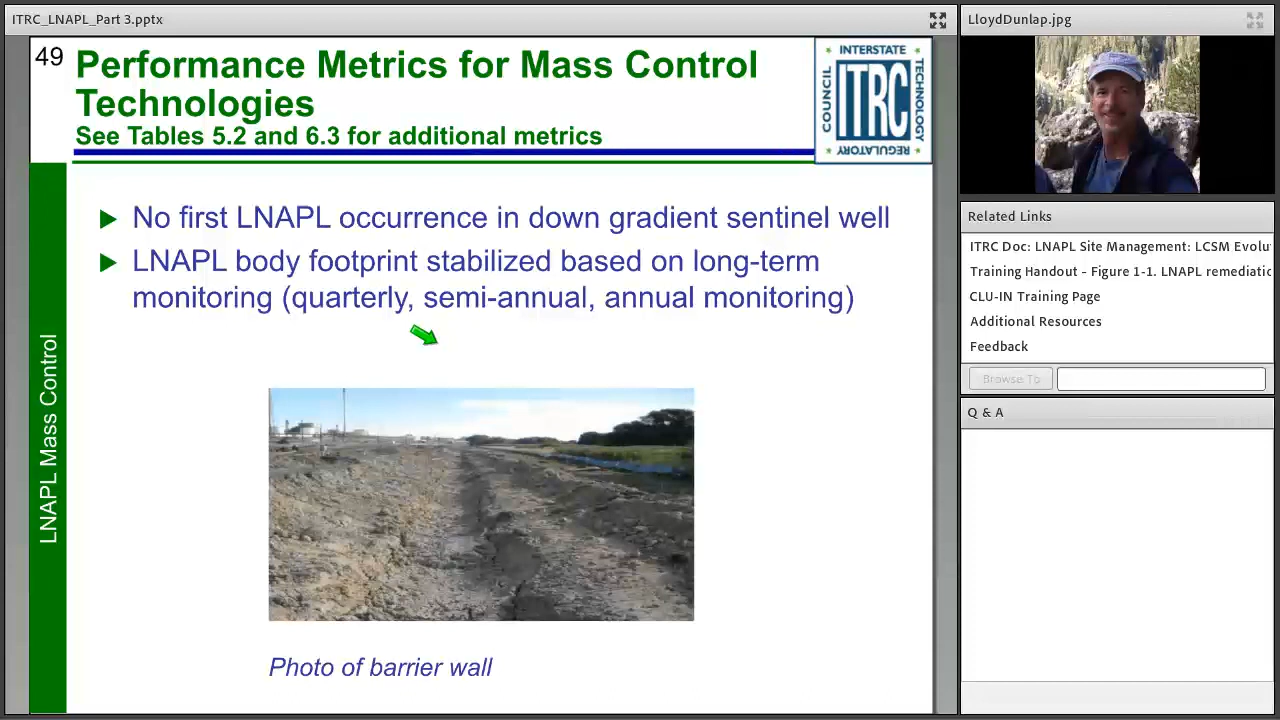 ITRC_LNAPL_Part 3.pptx
49
Performance Metrics for Mass Control
Technologies
See Tables 5.2 and 6.3 for additional metrics
INTERSTATE
COUNCIL
ITRC
TECHNOLOGY
REGULATORY
LNAPL Mass Control
No first LNAPL occurrence in down gradient sentinel well
LNAPL body footprint stabilized based on long-term
monitoring (quarterly, semi-annual, annual monitoring)
Photo of barrier wall
LloydDunlap.jpg
Related Links
ITRC Doc: LNAPL Site Management: LCSM Evolu
Training Handout - Figure 1-1. LNAPL remediatic
CLU-IN Training Page
Additional Resources
Feedback
Browse To
Q & A